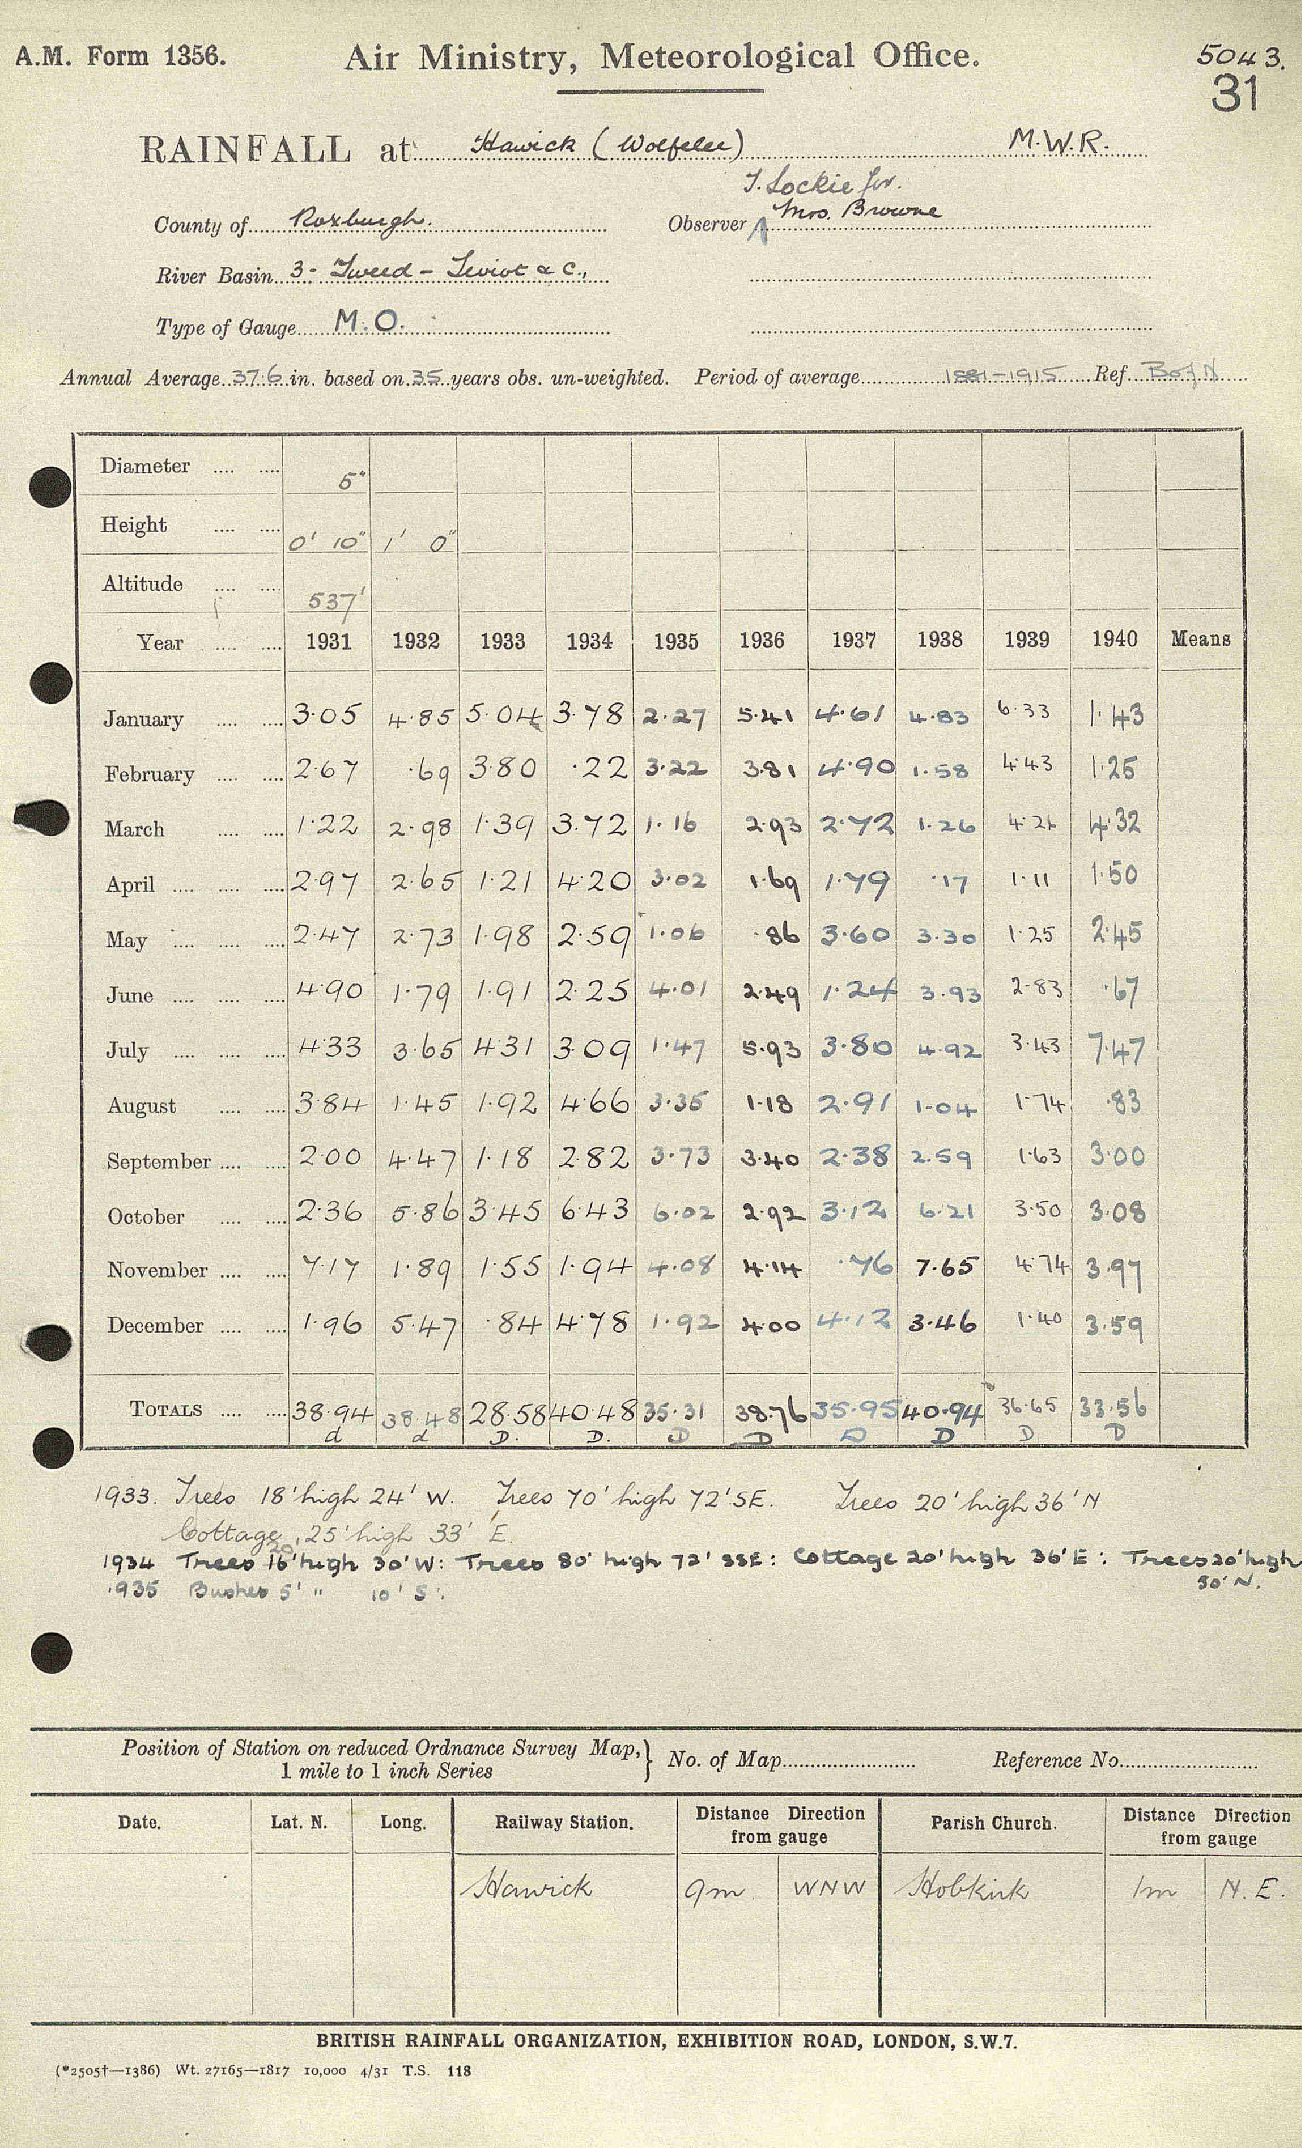 A.M. Form 1356.
Air Ministry, Meteorological Office.
5043.
31
RAINFALL at Hawick (Wolfelee) M.W.R.
T. Lockie for.
County of Roxburgh. Observer Mrs. Browne
River Basin 3- Tweed - Teviot &c.,
Type of Gauge M.O.
Annual Average 37.6 in. based on 35 years obs. un-weighted. Period of average 1881-1915 Ref. B of N
Diameter 5"
Height 0' 10" 1' 0"
Altitude 537'
Year 1931 1932 1933 1934 1935 1936 1937 1938 1939 1940 Means
January 3.05 4.85 5.04 3.78 2.27 5.41 4.61 4.83 6.33 1.43
February 2.67 .69 3.80 .22 3.22 3.81 4.90 1.58 4.43 1.25
March 1.22 2.98 1.39 3.72 1.16 2.93 2.72 1.26 4.26 4.32
April 2.97 2.65 1.21 4.20 3.02 1.69 1.79 .17 1.11 1.50
May 2.47 2.73 1.98 2.59 1.06 .86 3.60 3.30 1.25 2.45
June 4.90 1.79 1.91 2.25 4.01 2.49 1.24 3.93 2.83 .67
July 4.33 3.65 4.31 3.09 1.47 5.93 3.80 4.92 3.43 7.47
August 3.84 1.45 1.92 4.66 3.35 1.18 2.91 1.04 1.74 .83
September 2.00 4.47 1.18 2.82 3.73 3.40 2.38 2.59 1.63 3.00
October 2.36 5.86 3.45 6.43 6.02 2.92 3.12 6.21 3.50 3.08
November 7.17 1.89 1.55 1.94 4.08 4.14 .76 7.65 4.74 3.97
December 1.96 5.47 .84 4.78 1.92 4.00 4.12 3.46 1.40 3.59
TOTALS 38.94 38.48 28.58 40.48 35.31 38.76 35.95 40.94 36.65 33.56
d d D. D. D D D D D D
1933. Trees 18' high 24' W. Trees 70' high 72' SE. Trees 20' high 36' N
Cottage, 25' high 33' E.
20
1934 Trees 16' high 30' W: Trees 80' high 72' SSE: Cottage 20' high 36' E: Trees 20' high
30' N.
1935 Bushes 5' " 10' S.
Position of Station on reduced Ordnance Survey Map, 1 mile to 1 inch Series } No. of Map Reference No.
Date. Lat. N. Long. Railway Station. Distance Direction from gauge Parish Church. Distance Direction from gauge
Hawick 9m WNW Hobkirk 1m N.E.
BRITISH RAINFALL ORGANIZATION, EXHIBITION ROAD, LONDON, S.W.7.
(*2505†—1386) Wt. 27165—1817 10,000 4/31 T.S. 118